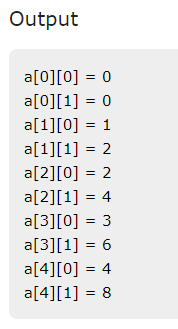 Output
a[0][0] = 0
a[0][1] = 0
a[1][0] = 1
a[1][1] = 2
a[2][0] = 2
a[2][1] = 4
a[3][0] = 3
a[3][1] = 6
a[4][0] = 4
a[4][1] = 8